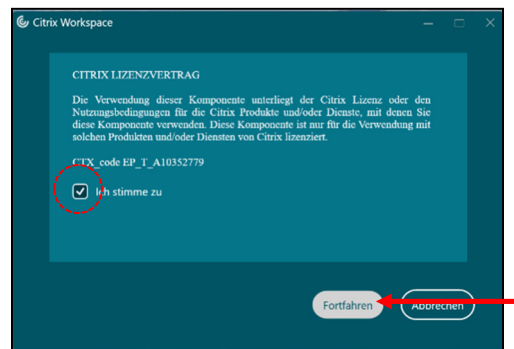 Citrix Workspace
CITRIX LIZENZVERTRAG
Die Verwendung dieser Komponente unterliegt der Citrix Lizenz oder den
Nutzungsbedingungen für die Citrix Produkte und/oder Dienste, mit denen Sie
diese Komponente verwenden. Diese Komponente ist nur für die Verwendung mit
solchen Produkten und/oder Diensten von Citrix lizenziert.
CTX_code EP_T_A10352779
Ich stimme zu
Fortfahren
Abbrechen